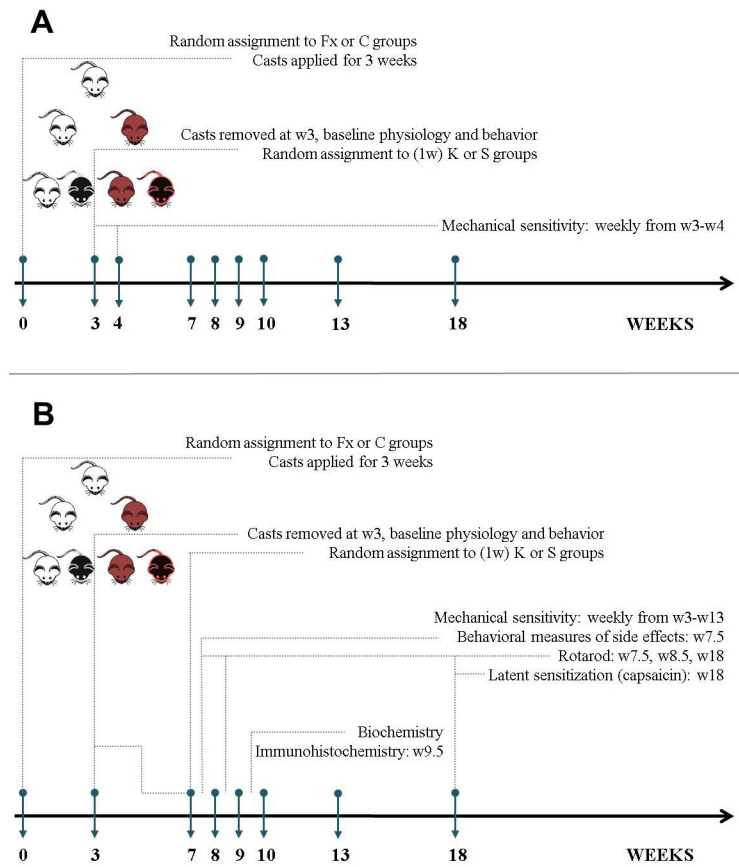 A
Random assignment to Fx or C groups
Casts applied for 3 weeks
Casts removed at w3, baseline physiology and behavior
Random assignment to (1w) K or S groups
Mechanical sensitivity: weekly from w3-w4
0 3 4 7 8 9 10 13 18 WEEKS
B
Random assignment to Fx or C groups
Casts applied for 3 weeks
Casts removed at w3, baseline physiology and behavior
Random assignment to (1w) K or S groups
Mechanical sensitivity: weekly from w3-w13
Behavioral measures of side effects: w7.5
Rotarod: w7.5, w8.5, w18
Latent sensitization (capsaicin): w18
Biochemistry
Immunohistochemistry: w9.5
0 3 7 8 9 10 13 18 WEEKS